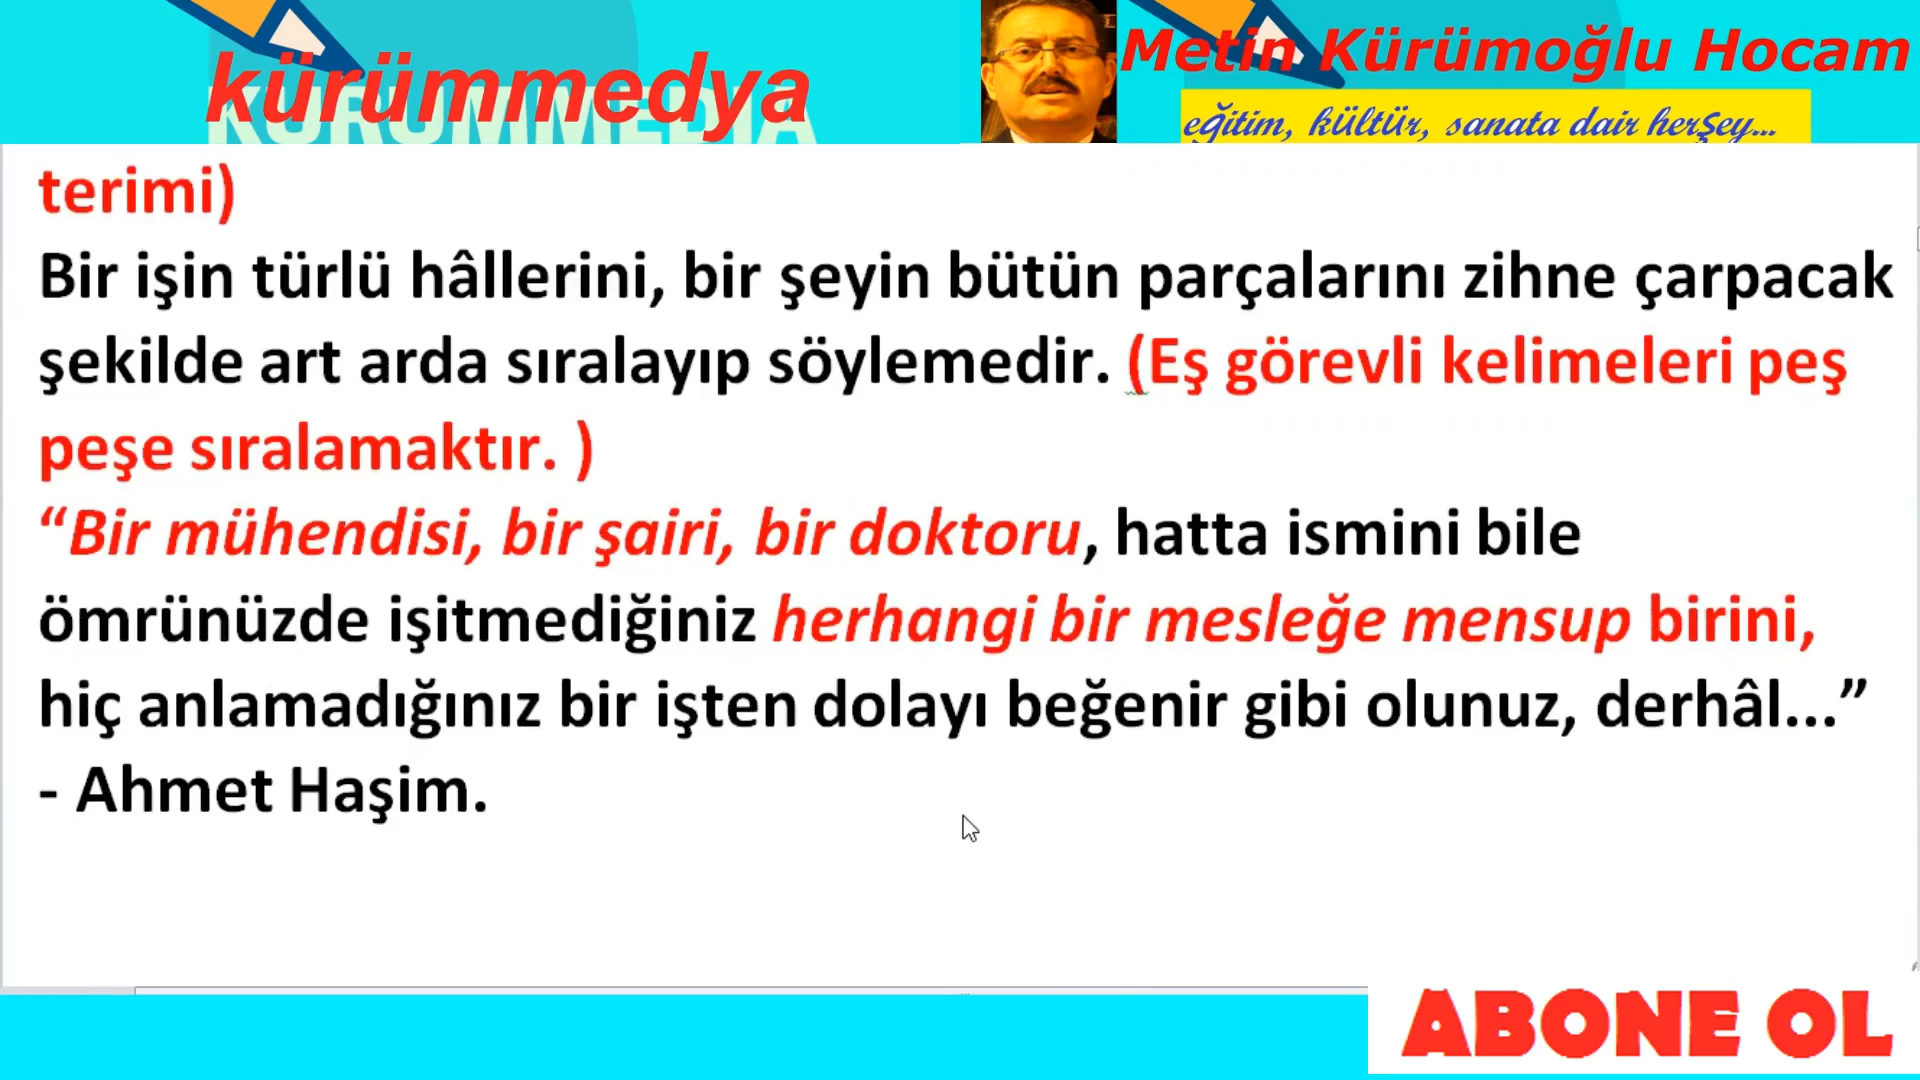 kürümmedya
KURUMMEDIA
Metin Kürümoğlu Hocam
eğitim, kültür, sanata dair herşey...
terimi)
Bir işin türlü hâllerini, bir şeyin bütün parçalarını zihne çarpacak
şekilde art arda sıralayıp söylemedir. (Eş görevli kelimeleri peş
peşe sıralamaktır. )
“Bir mühendisi, bir şairi, bir doktoru, hatta ismini bile
ömrünüzde işitmediğiniz herhangi bir mesleğe mensup birini,
hiç anlamadığınız bir işten dolayı beğenir gibi olunuz, derhâl...”
- Ahmet Haşim.
ABONE OL